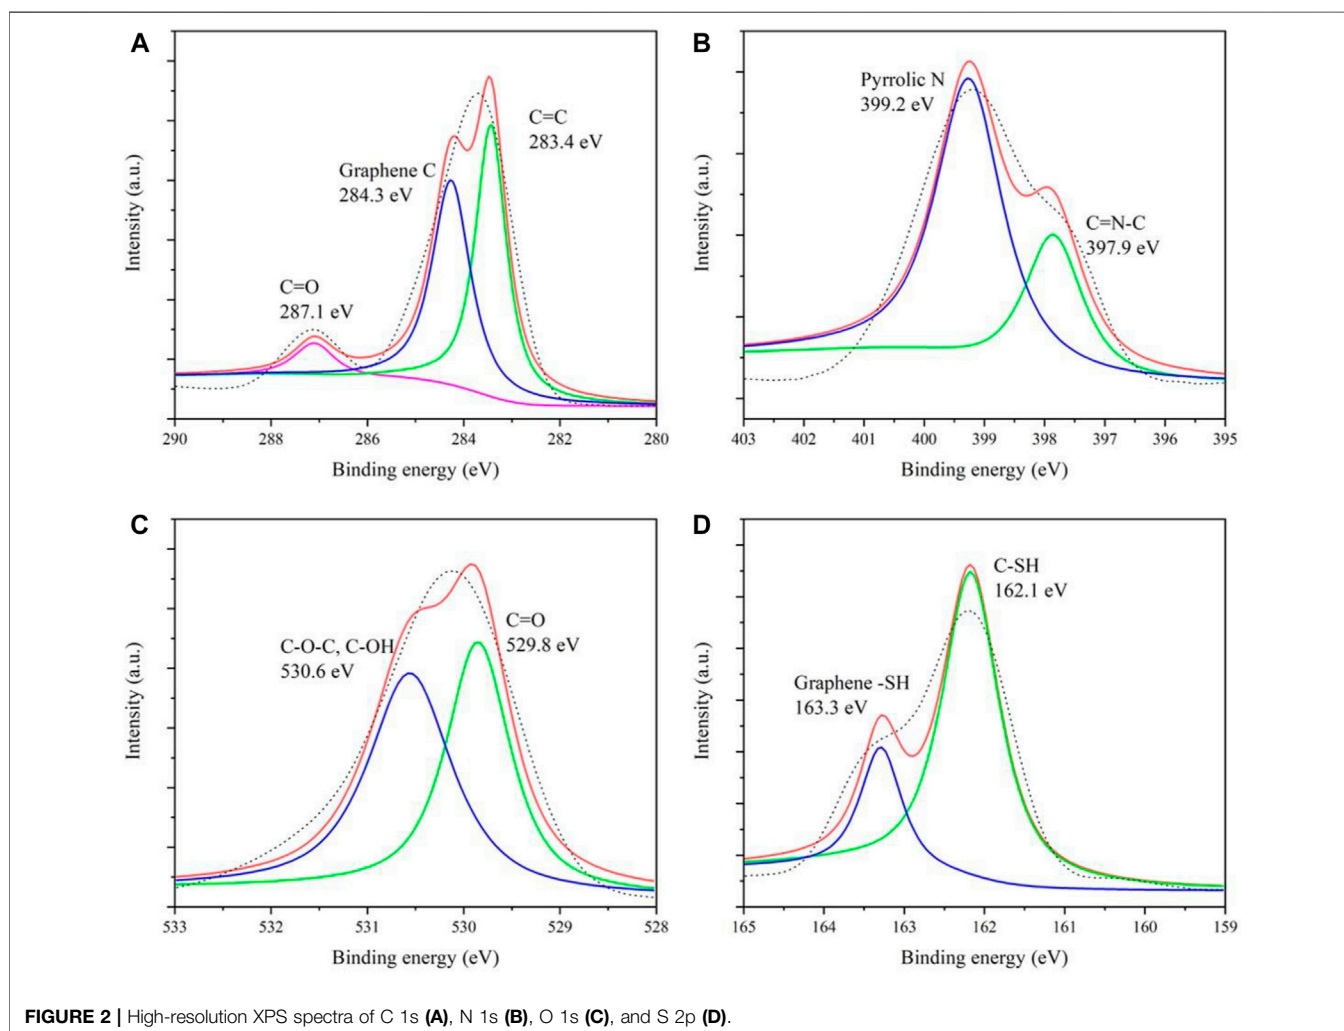 A
C=C
283.4 eV
Graphene C
284.3 eV
C=O
287.1 eV
Intensity (a.u.)
290 288 286 284 282 280
Binding energy (eV)
B
Pyrrolic N
399.2 eV
C=N-C
397.9 eV
Intensity (a.u.)
403 402 401 400 399 398 397 396 395
Binding energy (eV)
C
C-O-C, C-OH
530.6 eV
C=O
529.8 eV
Intensity (a.u.)
533 532 531 530 529 528
Binding energy (eV)
D
C-SH
162.1 eV
Graphene -SH
163.3 eV
Intensity (a.u.)
165 164 163 162 161 160 159
Binding energy (eV)
FIGURE 2 | High-resolution XPS spectra of C 1s (A), N 1s (B), O 1s (C), and S 2p (D).